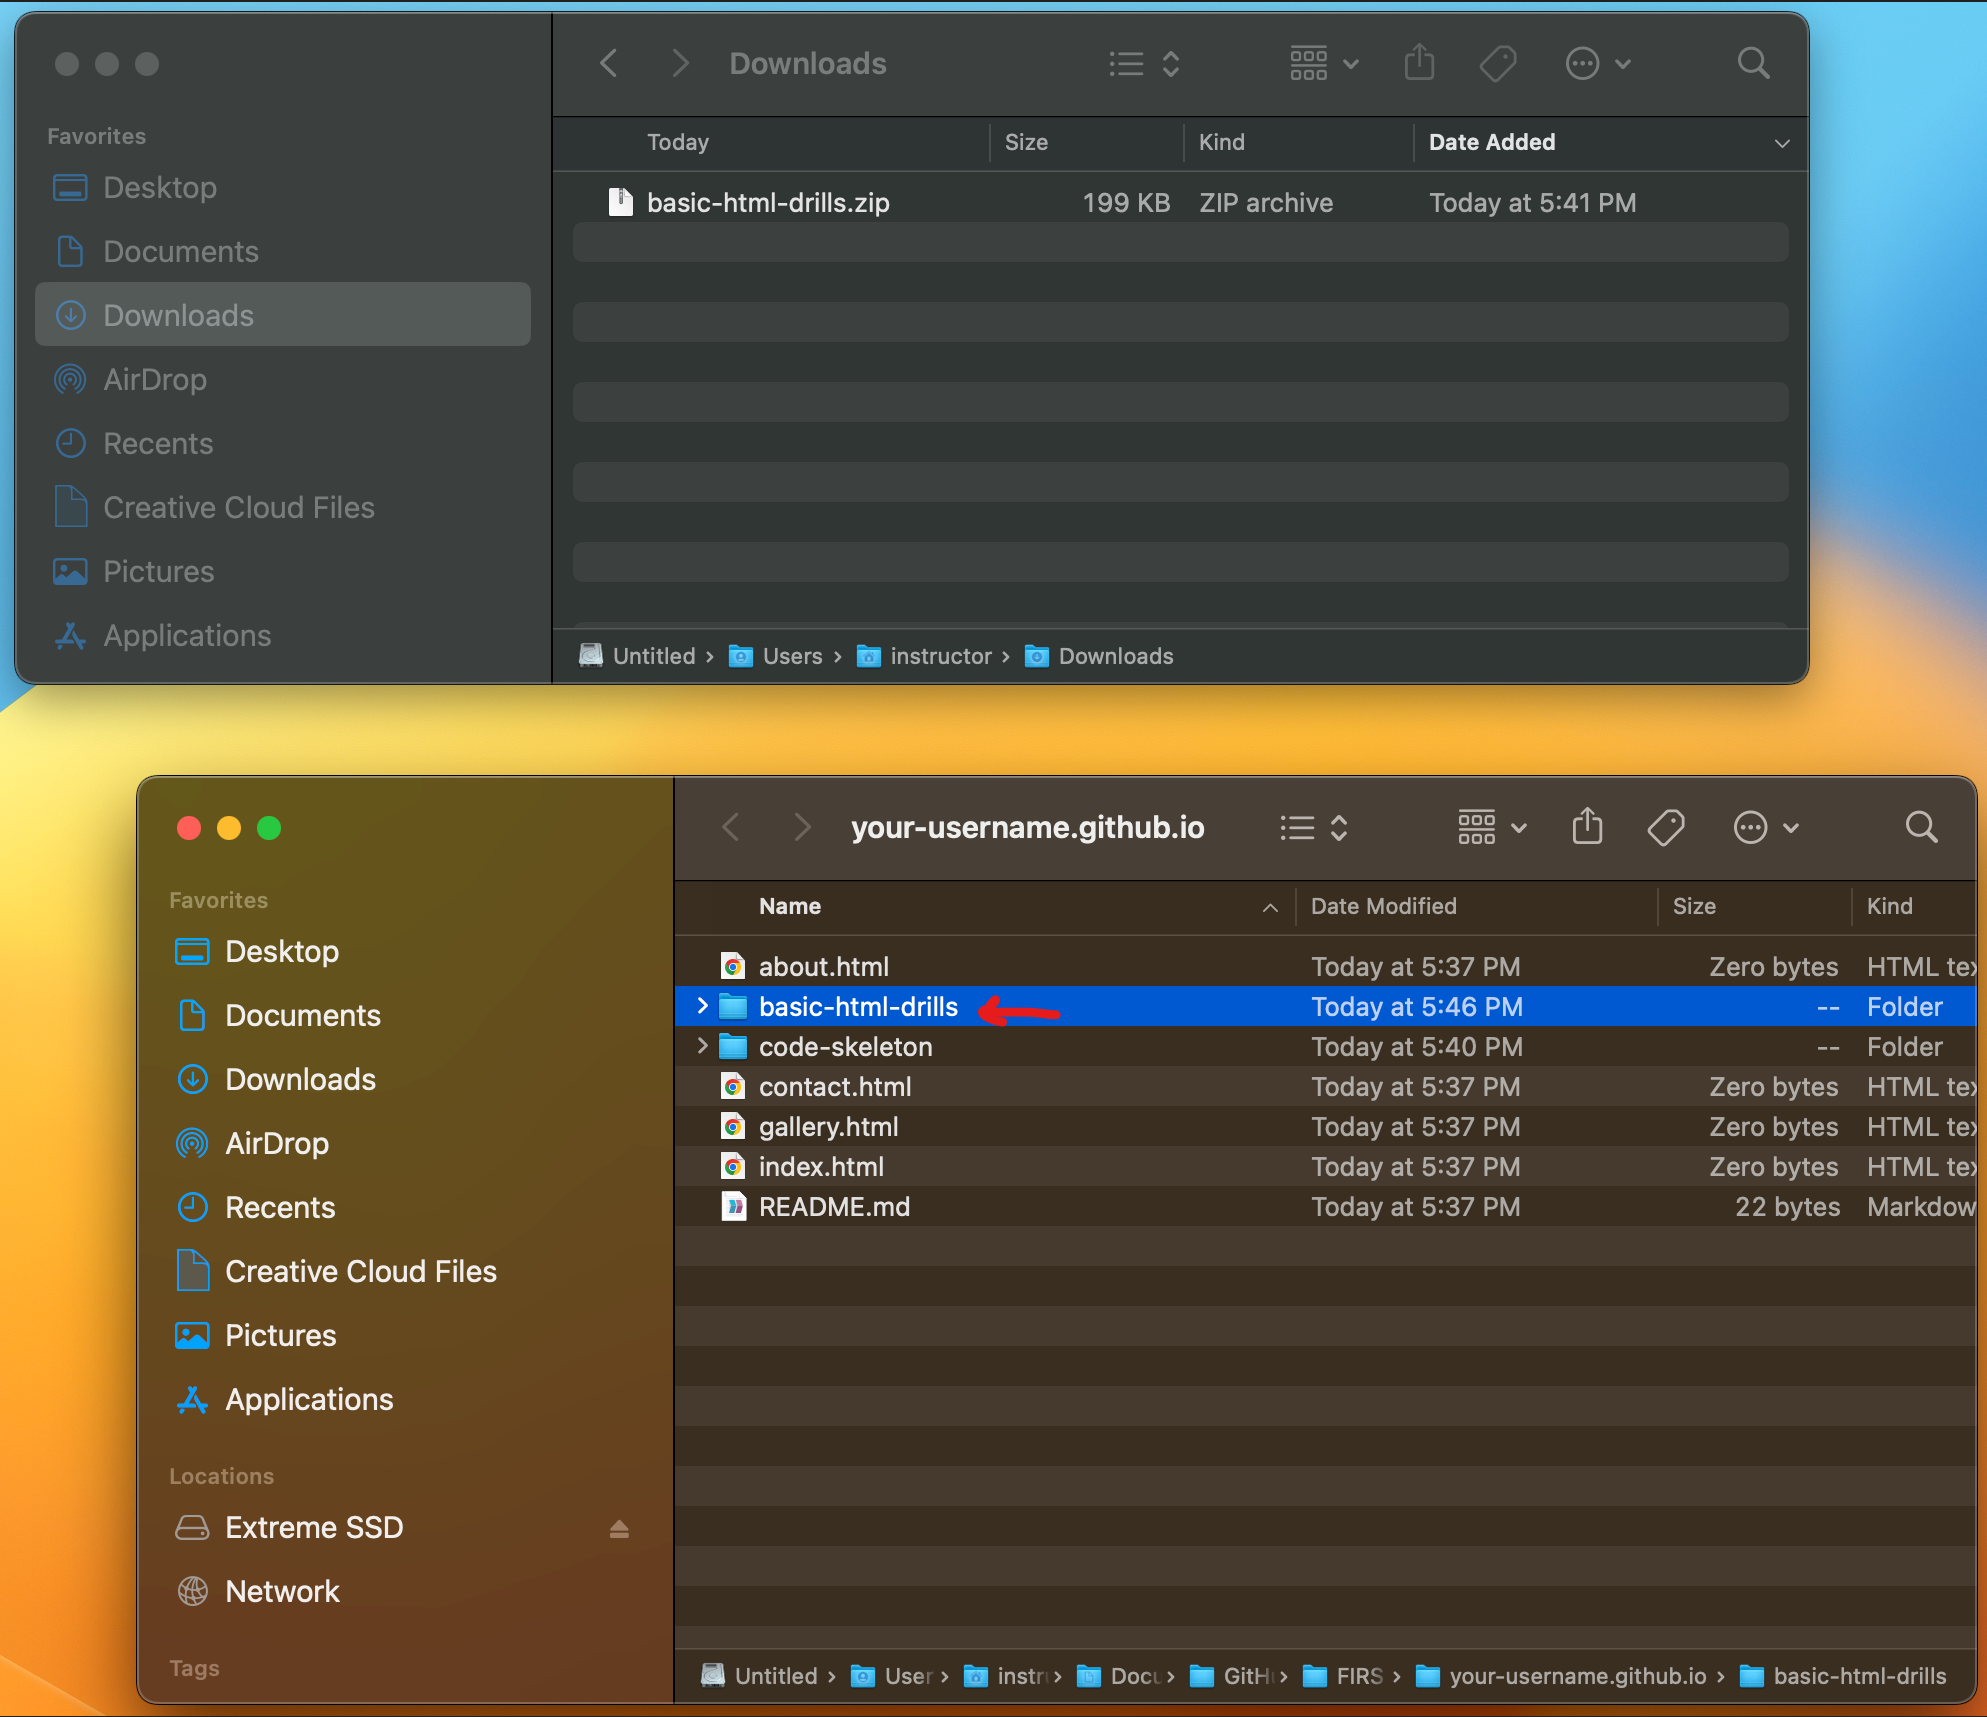 Downloads
Favorites
Desktop
Documents
Downloads
AirDrop
Recents
Creative Cloud Files
Pictures
Applications
Today Size Kind Date Added
basic-html-drills.zip 199 KB ZIP archive Today at 5:41 PM
Untitled › Users › instructor › Downloads
your-username.github.io
Favorites
Desktop
Documents
Downloads
AirDrop
Recents
Creative Cloud Files
Pictures
Applications
Locations
Extreme SSD
Network
Tags
Name Date Modified Size Kind
about.html Today at 5:37 PM Zero bytes HTML tex
basic-html-drills Today at 5:46 PM -- Folder
code-skeleton Today at 5:40 PM -- Folder
contact.html Today at 5:37 PM Zero bytes HTML tex
gallery.html Today at 5:37 PM Zero bytes HTML tex
index.html Today at 5:37 PM Zero bytes HTML tex
README.md Today at 5:37 PM 22 bytes Markdow
Untitled › User › instr › Docu › GitH › FIRS › your-username.github.io › basic-html-drills